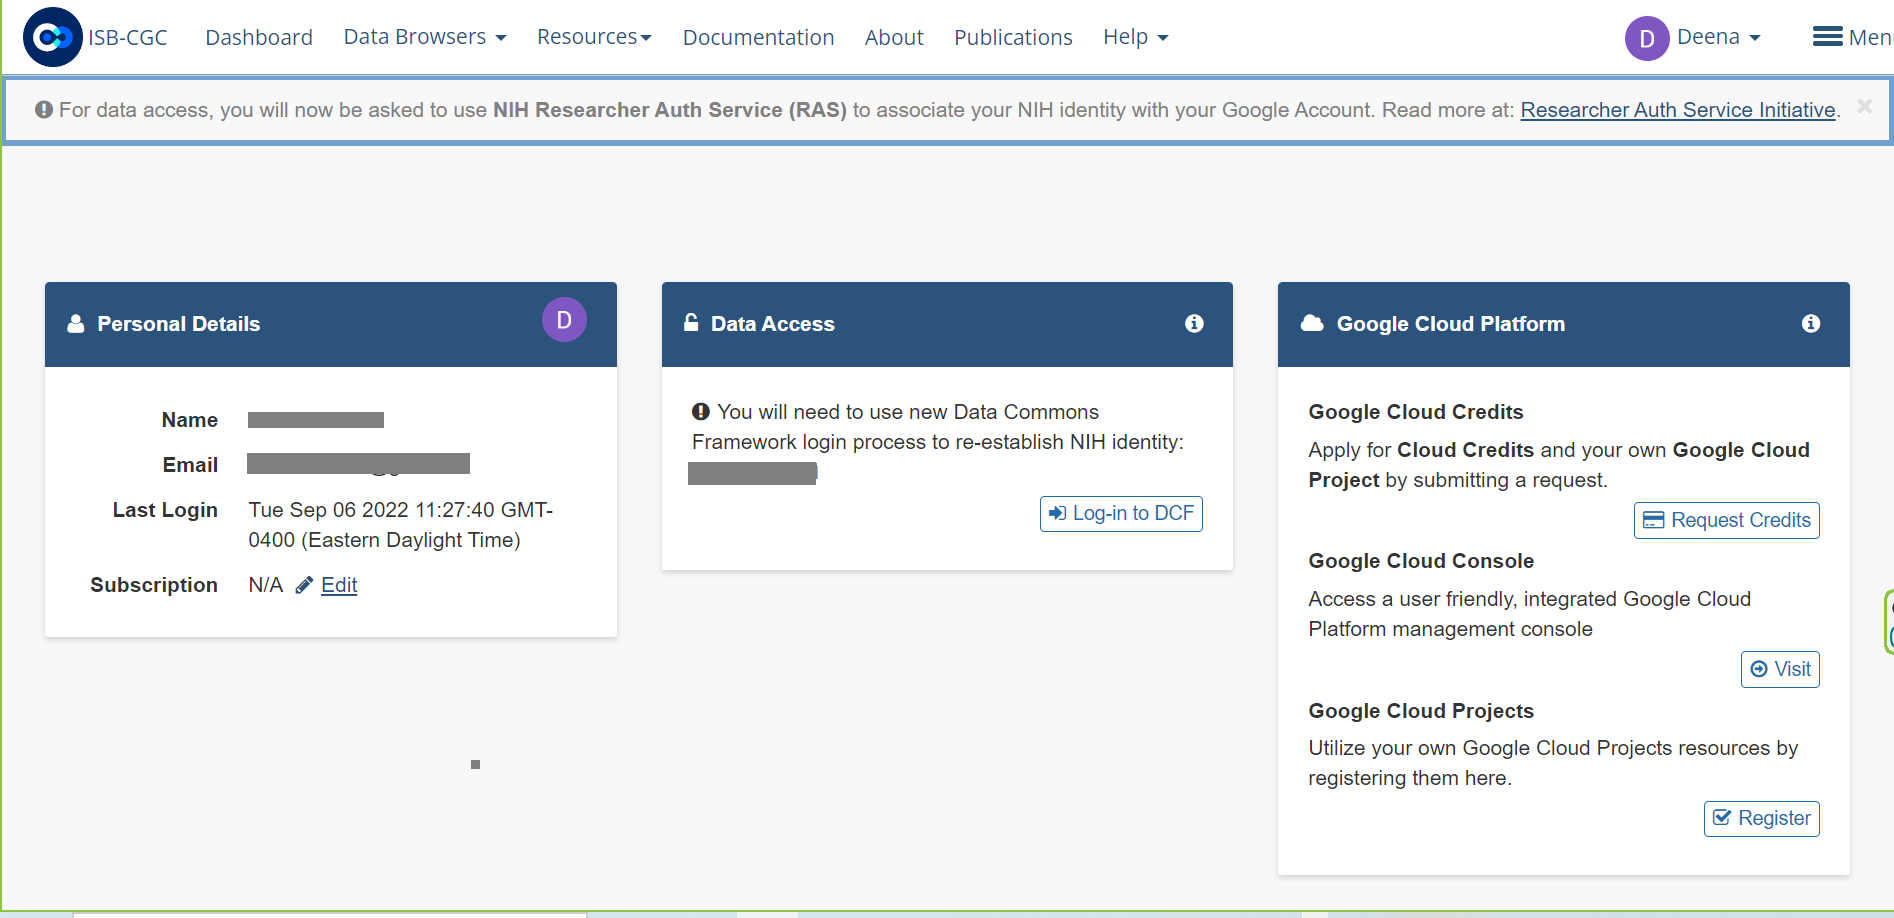 ISB-CGC Dashboard Data Browsers Resources Documentation About Publications Help D Deena
For data access, you will now be asked to use NIH Researcher Auth Service (RAS) to associate your NIH identity with your Google Account. Read more at: Researcher Auth Service Initiative. ×
Personal Details D
Name
Email
Last Login Tue Sep 06 2022 11:27:40 GMT-
0400 (Eastern Daylight Time)
Subscription N/A Edit
Data Access
You will need to use new Data Commons
Framework login process to re-establish NIH identity:
Log-in to DCF
Google Cloud Platform
Google Cloud Credits
Apply for Cloud Credits and your own Google Cloud
Project by submitting a request.
Request Credits
Google Cloud Console
Access a user friendly, integrated Google Cloud
Platform management console
Visit
Google Cloud Projects
Utilize your own Google Cloud Projects resources by
registering them here.
Register